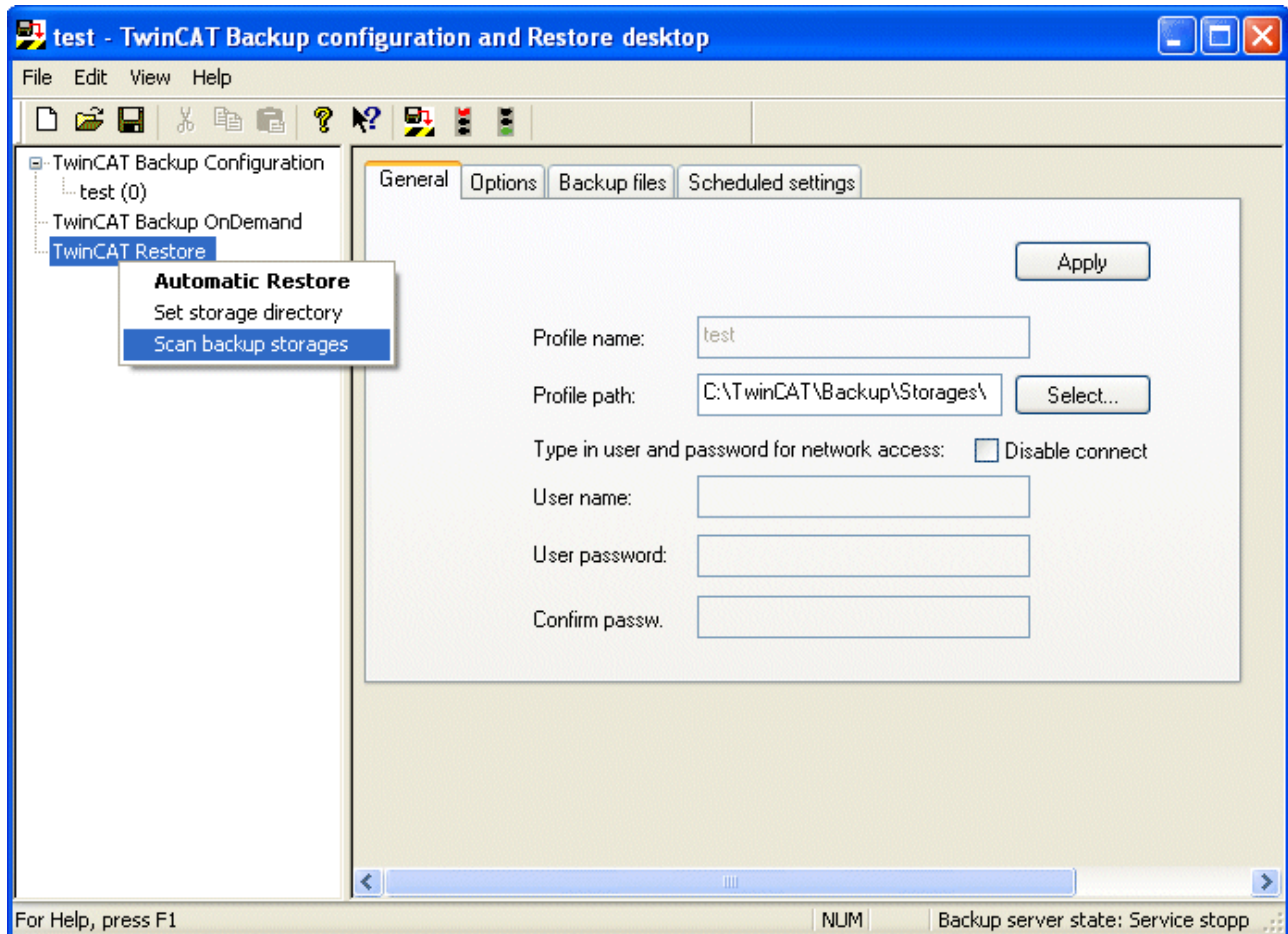 test - TwinCAT Backup configuration and Restore desktop
File Edit View Help
TwinCAT Backup Configuration
test (0)
TwinCAT Backup OnDemand
TwinCAT Restore
Automatic Restore
Set storage directory
Scan backup storages
General Options Backup files Scheduled settings
Apply
Profile name: test
Profile path: C:\TwinCAT\Backup\Storages\ Select...
Type in user and password for network access: Disable connect
User name:
User password:
Confirm passw.
For Help, press F1 NUM Backup server state: Service stopp